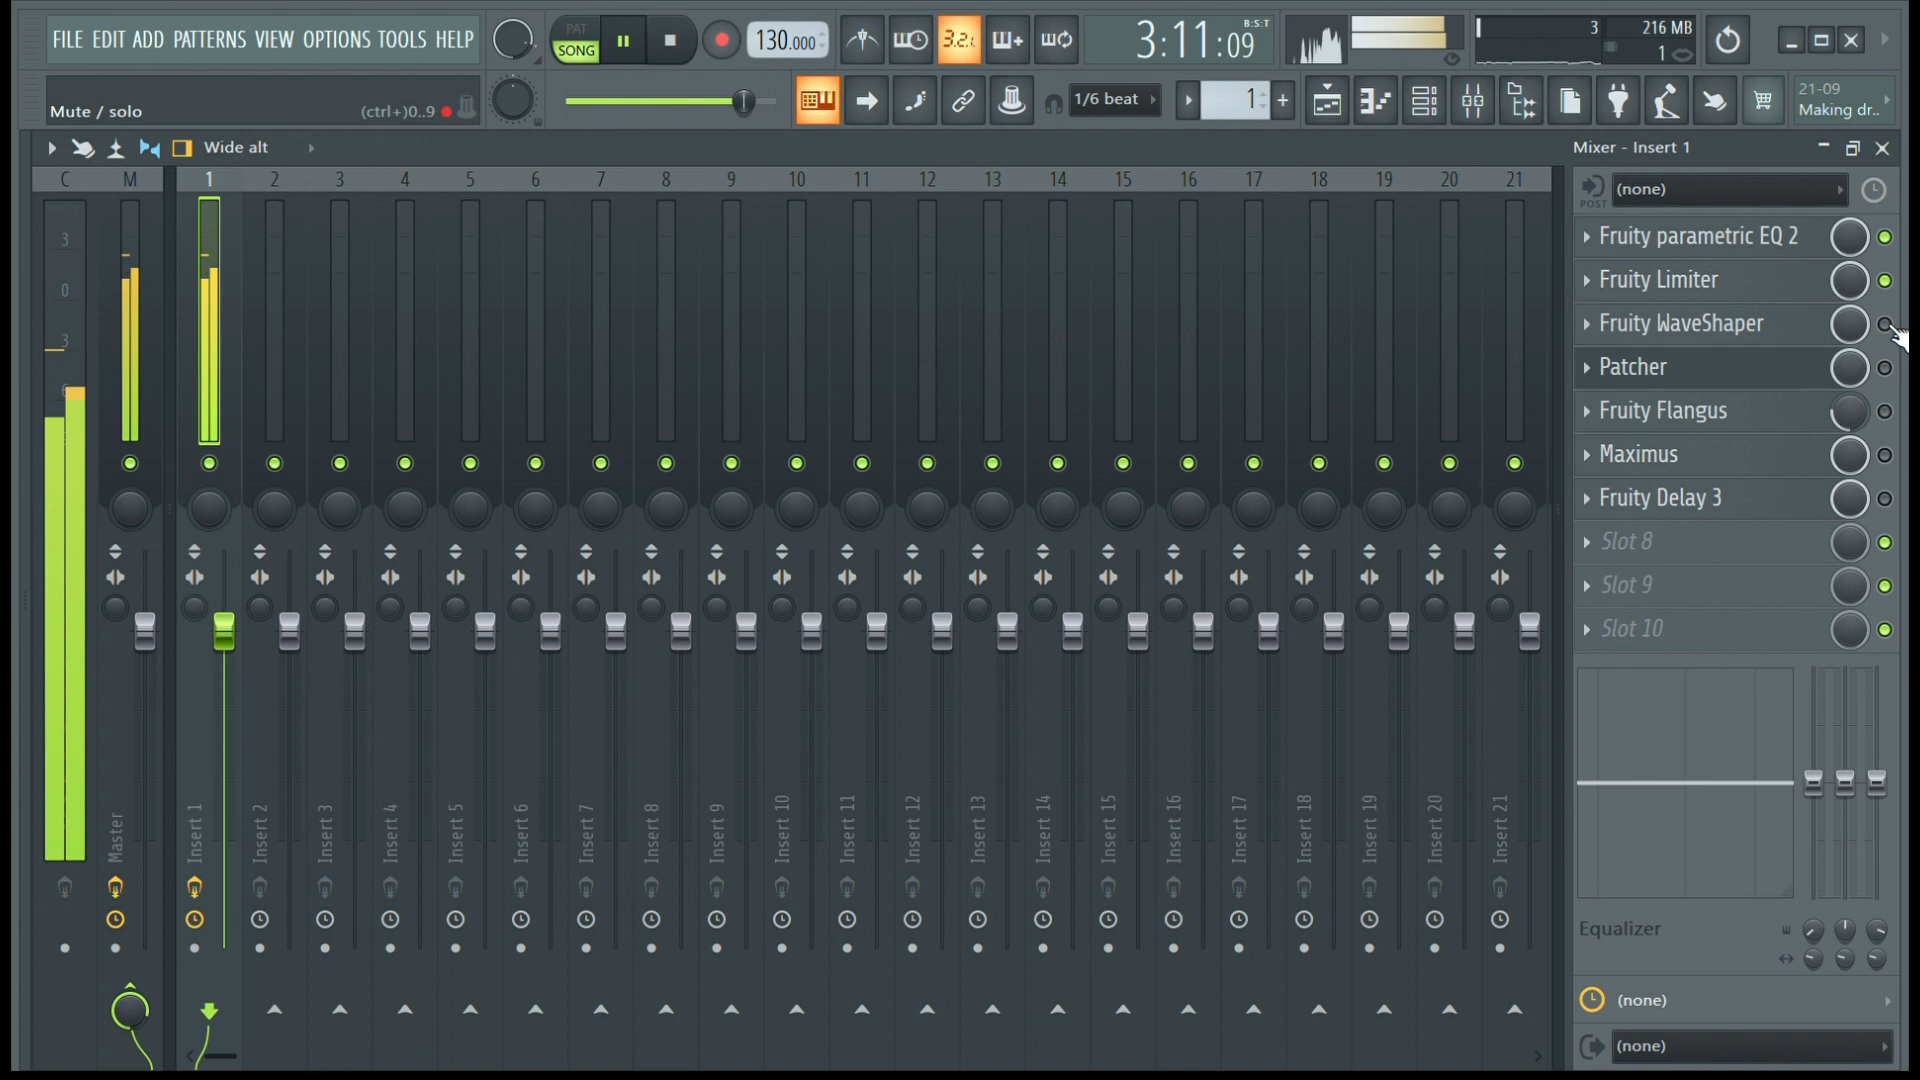 FILE EDIT ADD PATTERNS VIEW OPTIONS TOOLS HELP
PAT
SONG
130.000
3.2.
3:11:09
B:S:T
3
216 MB
1
Mute / solo
(ctrl+)0..9
1/6 beat
1
21-09
Making dr..
Wide alt
Mixer - Insert 1
C M 1 2 3 4 5 6 7 8 9 10 11 12 13 14 15 16 17 18 19 20 21
POST
(none)
3
0
3
6
Fruity parametric EQ 2
Fruity Limiter
Fruity WaveShaper
Patcher
Fruity Flangus
Maximus
Fruity Delay 3
Slot 8
Slot 9
Slot 10
Master
Insert 1
Insert 2
Insert 3
Insert 4
Insert 5
Insert 6
Insert 7
Insert 8
Insert 9
Insert 10
Insert 11
Insert 12
Insert 13
Insert 14
Insert 15
Insert 16
Insert 17
Insert 18
Insert 19
Insert 20
Insert 21
Equalizer
(none)
(none)